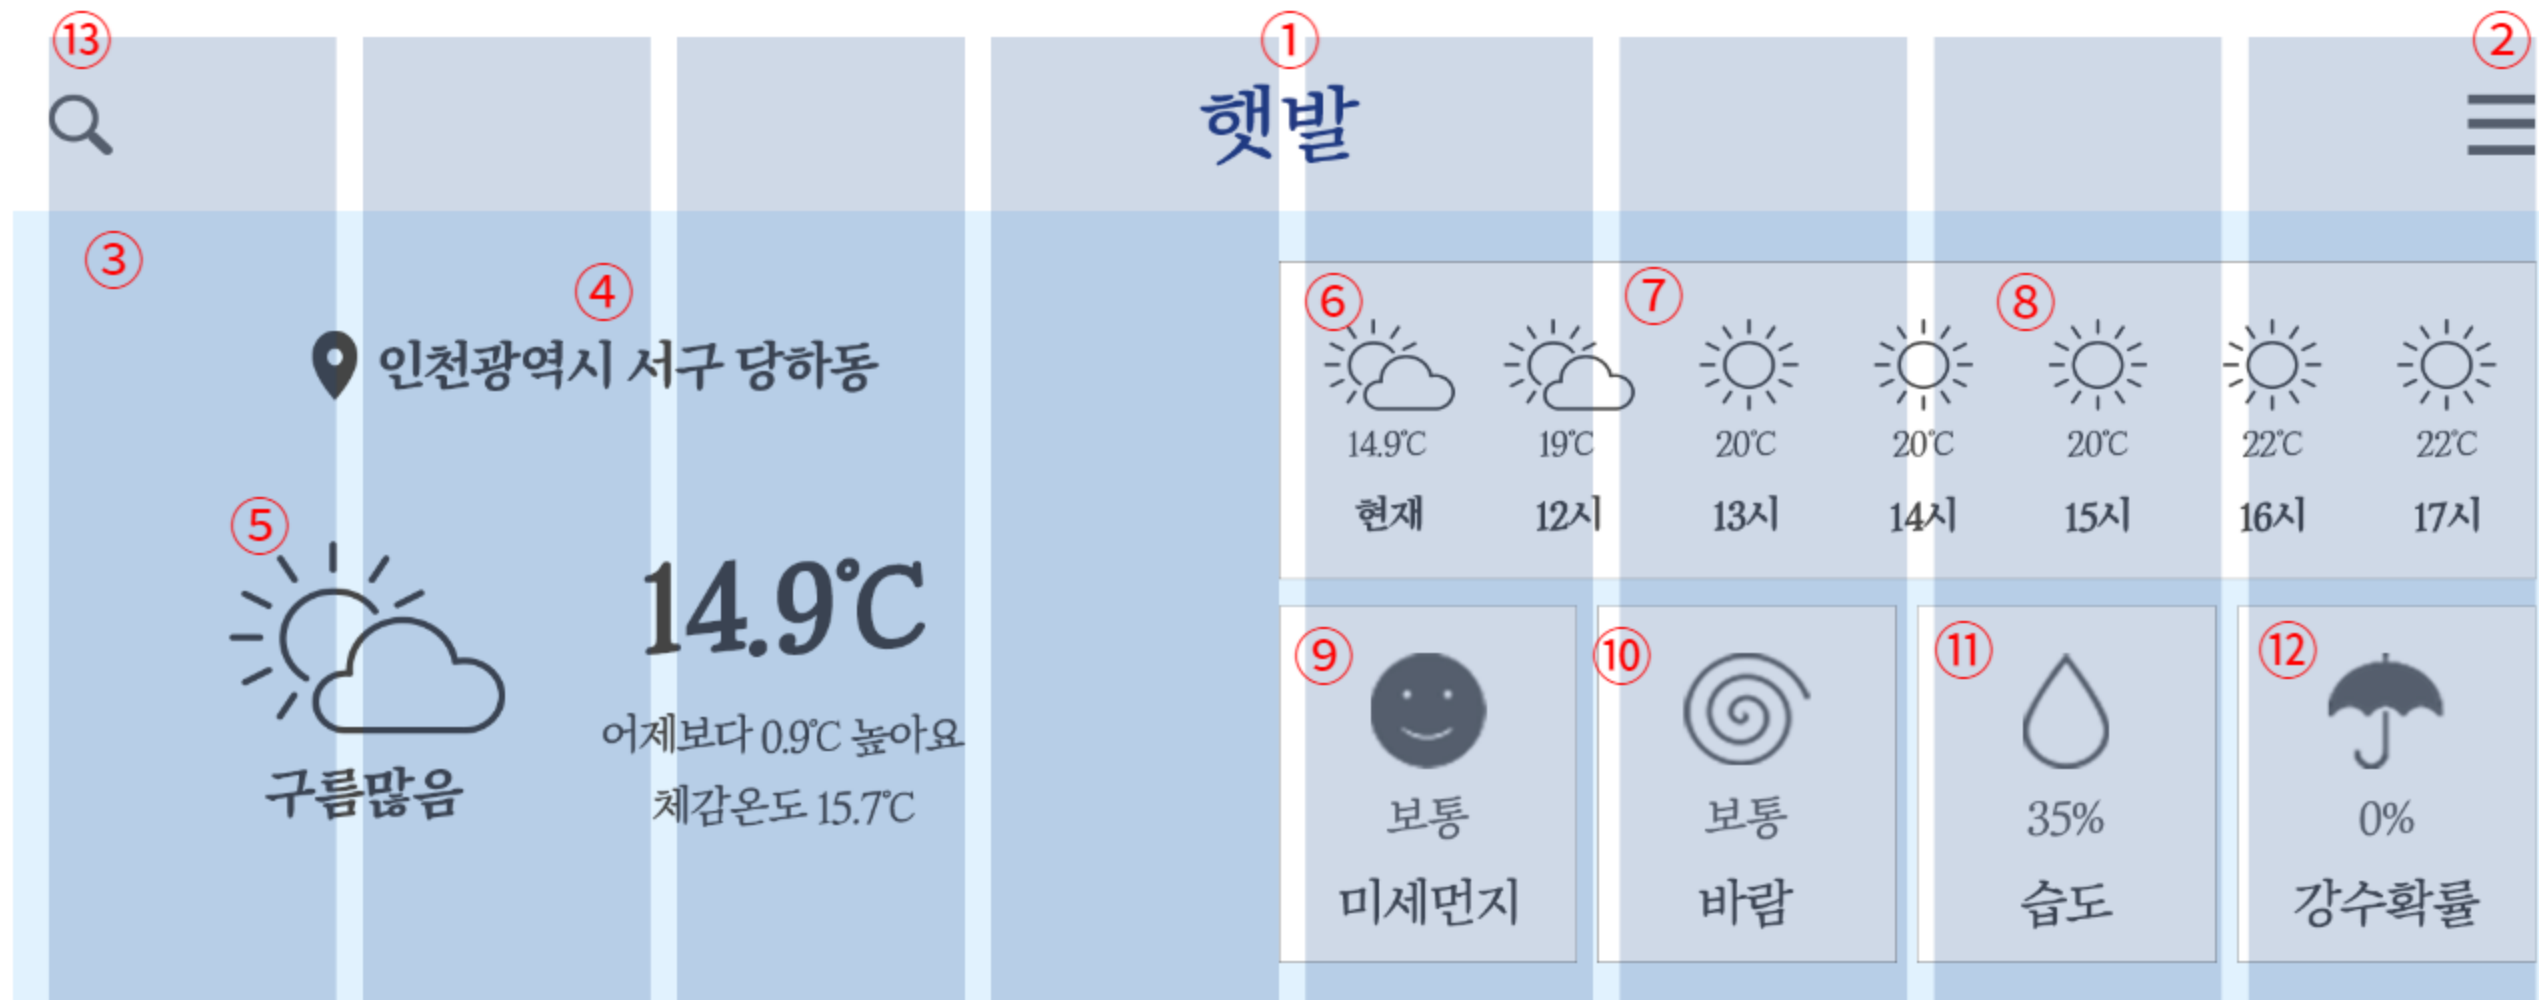 ⑬ ① ②
햇발
③
④
인천광역시 서구 당하동
⑤
14.9℃
어제보다 0.9℃ 높아요
체감온도 15.7℃
구름많음
⑥ ⑦ ⑧
14.9℃ 19℃ 20℃ 20℃ 20℃ 22℃ 22℃
현재 12시 13시 14시 15시 16시 17시
⑨ ⑩ ⑪ ⑫
보통 보통 35% 0%
미세먼지 바람 습도 강수확률